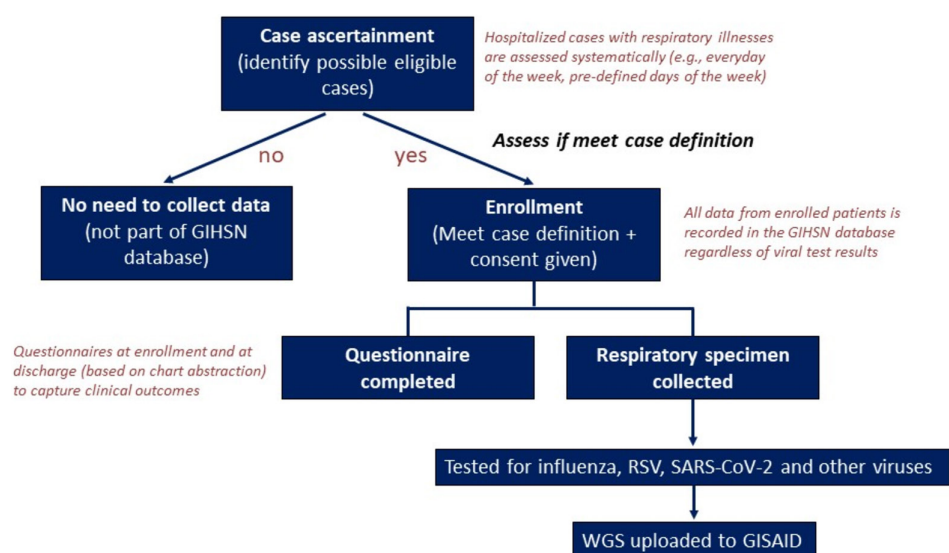 Case ascertainment
(identify possible eligible
cases)
Hospitalized cases with respiratory illnesses
are assessed systematically (e.g., everyday
of the week, pre-defined days of the week)
Assess if meet case definition
no
yes
No need to collect data
(not part of GIHSN
database)
Enrollment
(Meet case definition +
consent given)
All data from enrolled patients is
recorded in the GIHSN database
regardless of viral test results
Questionnaires at enrollment and at
discharge (based on chart abstraction)
to capture clinical outcomes
Questionnaire
completed
Respiratory specimen
collected
Tested for influenza, RSV, SARS-CoV-2 and other viruses
WGS uploaded to GISAID